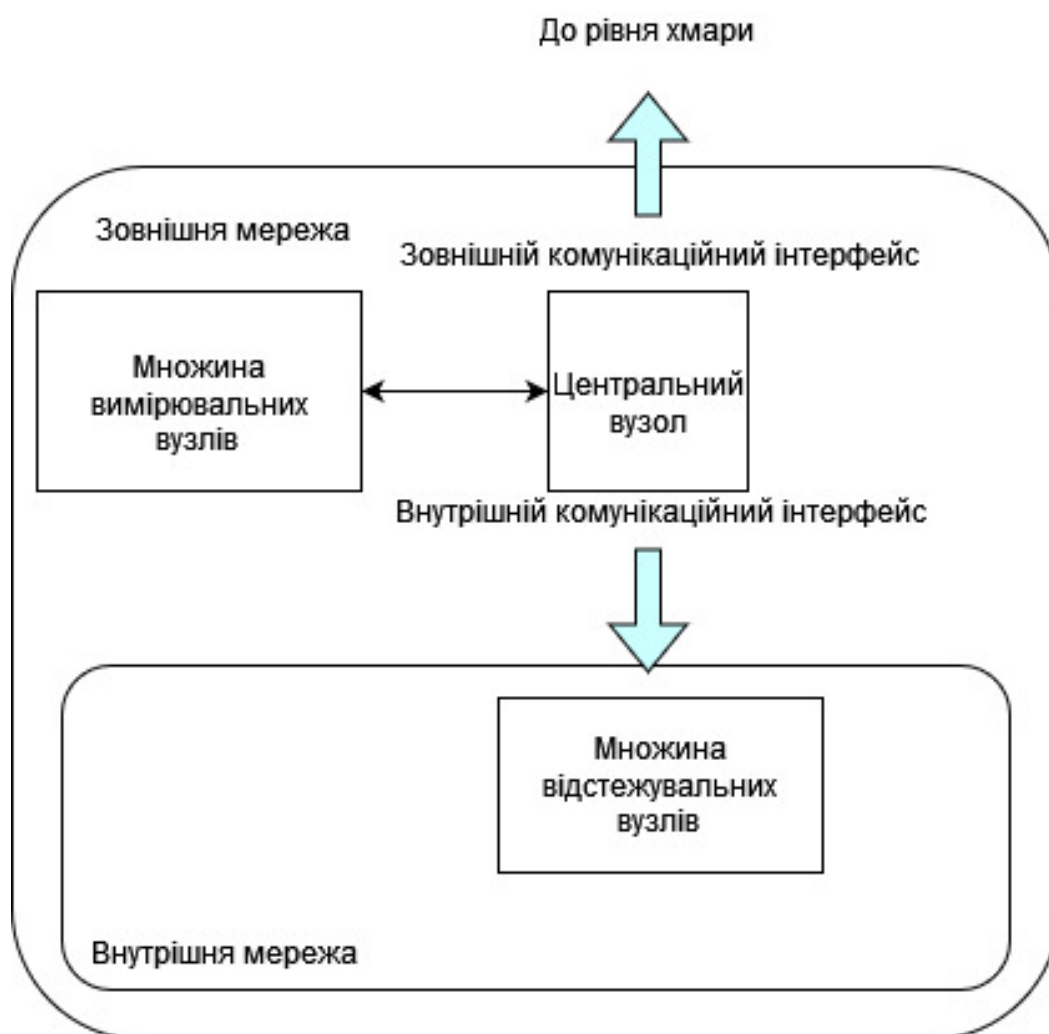 До рівня хмари
Зовнішня мережа
Зовнішній комунікаційний інтерфейс
Множина
вимірювальних
вузлів
Центральний
вузол
Внутрішній комунікаційний інтерфейс
Множина
відстежувальних
вузлів
Внутрішня мережа